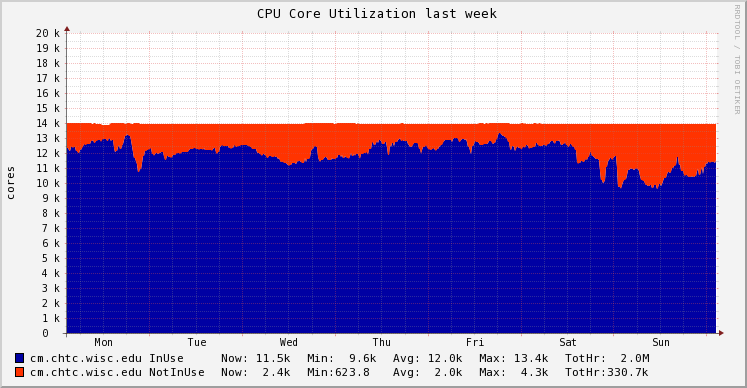 CPU Core Utilization last week
RRDTOOL / TOBI OETIKER
cores
20 k
19 k
18 k
17 k
16 k
15 k
14 k
13 k
12 k
11 k
10 k
9 k
8 k
7 k
6 k
5 k
4 k
3 k
2 k
1 k
0
Mon Tue Wed Thu Fri Sat Sun
cm.chtc.wisc.edu InUse Now: 11.5k Min: 9.6k Avg: 12.0k Max: 13.4k TotHr: 2.0M
cm.chtc.wisc.edu NotInUse Now: 2.4k Min:623.8 Avg: 2.0k Max: 4.3k TotHr:330.7k